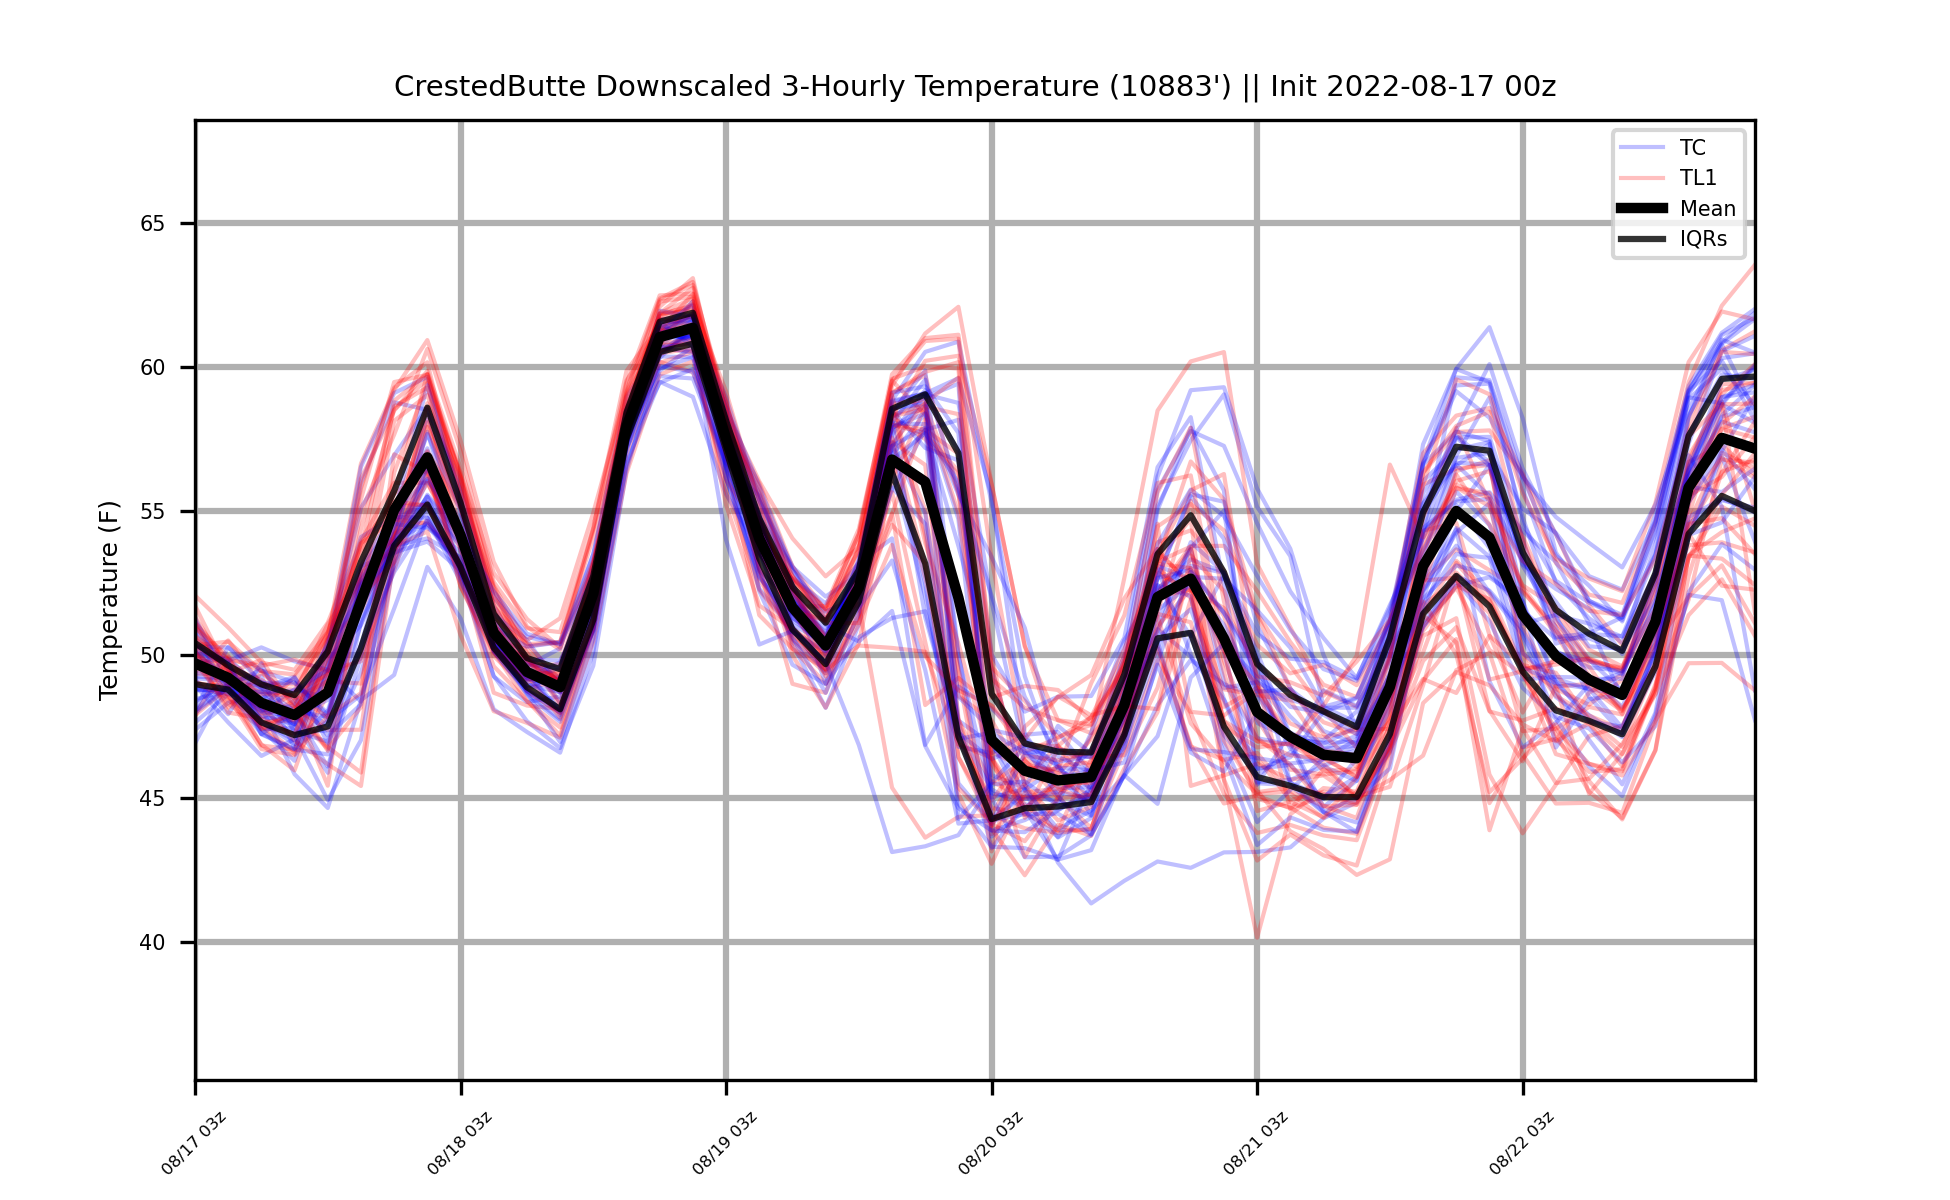 CrestedButte Downscaled 3-Hourly Temperature (10883') || Init 2022-08-17 00z
TC
TL1
Mean
IQRs
Temperature (F)
65
60
55
50
45
40
08/17 03z
08/18 03z
08/19 03z
08/20 03z
08/21 03z
08/22 03z